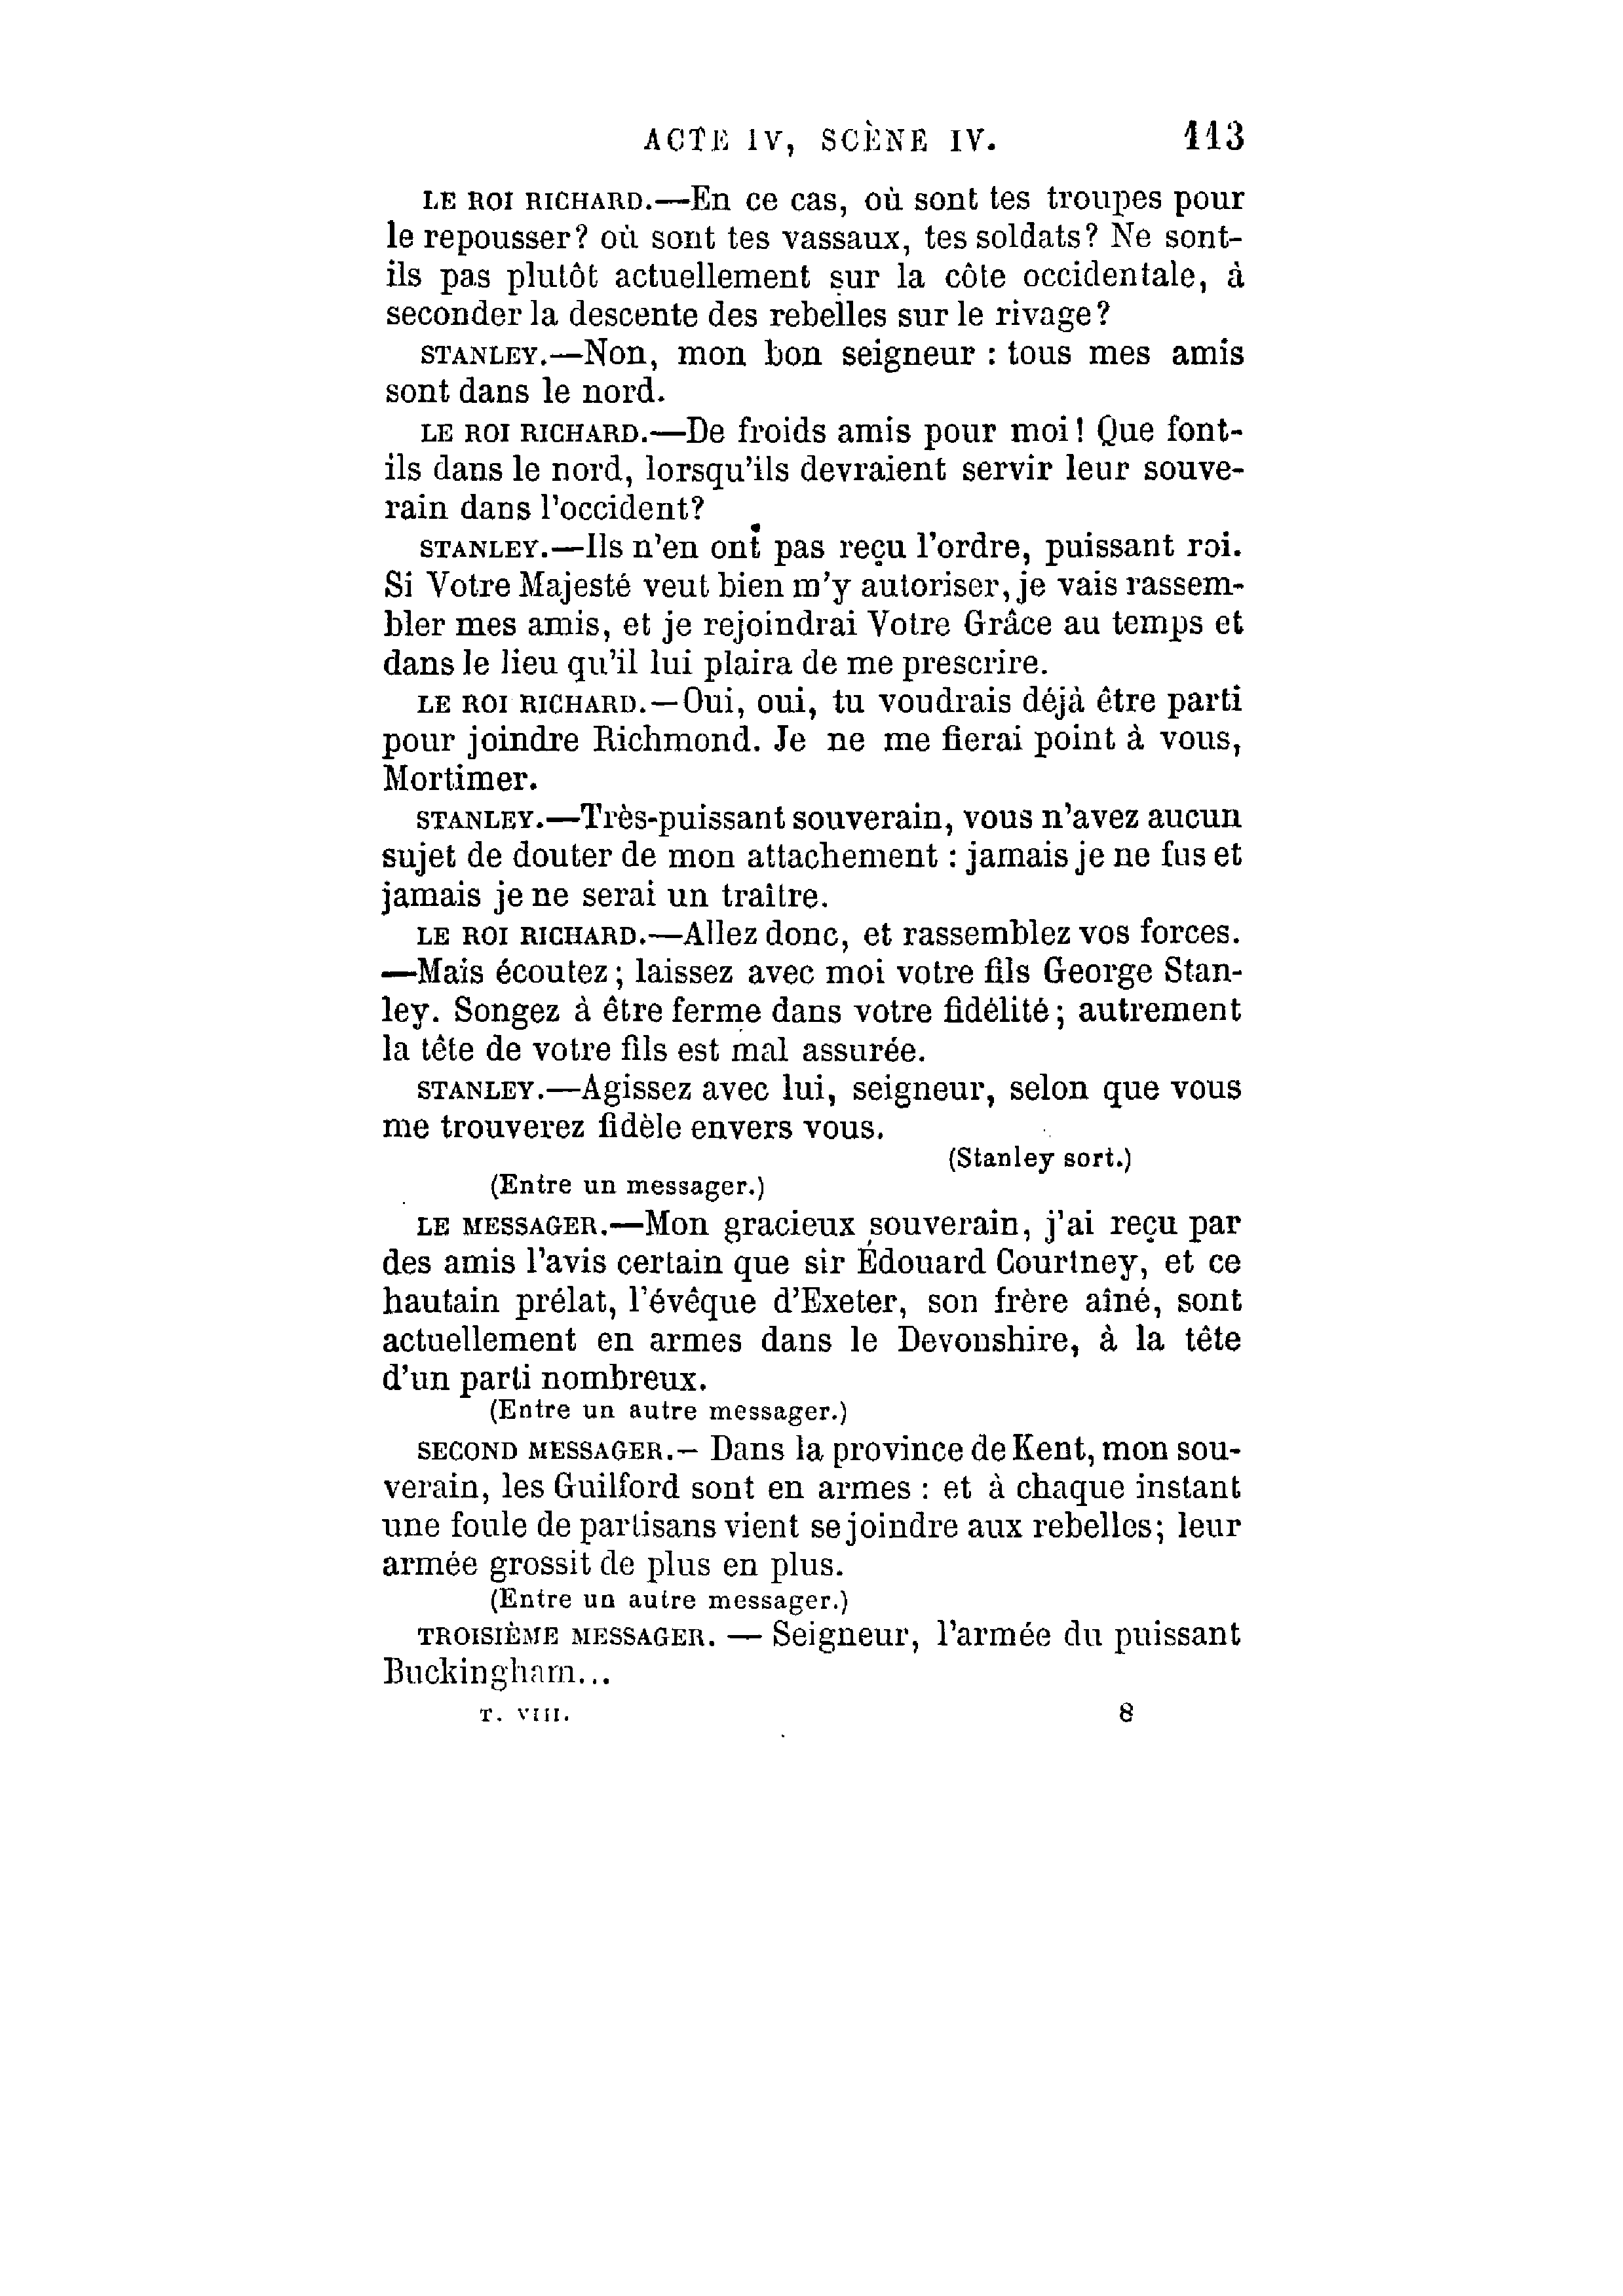 ACTE IV, SCÈNE IV. 113
LE ROI RICHARD.—En ce cas, où sont tes troupes pour
le repousser? où sont tes vassaux, tes soldats? Ne sont-
ils pas plutôt actuellement sur la côte occidentale, à
seconder la descente des rebelles sur le rivage?
STANLEY.—Non, mon bon seigneur : tous mes amis
sont dans le nord.
LE ROI RICHARD.—De froids amis pour moi! Que font-
ils dans le nord, lorsqu'ils devraient servir leur souve-
rain dans l'occident?
STANLEY.—Ils n'en ont pas reçu l'ordre, puissant roi.
Si Votre Majesté veut bien m'y autoriser, je vais rassem-
bler mes amis, et je rejoindrai Votre Grâce au temps et
dans le lieu qu'il lui plaira de me prescrire.
LE ROI RICHARD.—Oui, oui, tu voudrais déjà être parti
pour joindre Richmond. Je ne me fierai point à vous,
Mortimer.
STANLEY.—Très-puissant souverain, vous n'avez aucun
sujet de douter de mon attachement : jamais je ne fus et
jamais je ne serai un traître.
LE ROI RICHARD.—Allez donc, et rassemblez vos forces.
—Mais écoutez; laissez avec moi votre fils George Stan-
ley. Songez à être ferme dans votre fidélité; autrement
la tête de votre fils est mal assurée.
STANLEY.—Agissez avec lui, seigneur, selon que vous
me trouverez fidèle envers vous.
(Stanley sort.)
(Entre un messager.)
LE MESSAGER.—Mon gracieux souverain, j'ai reçu par
des amis l'avis certain que sir Édouard Courtney, et ce
hautain prélat, l'évêque d'Exeter, son frère aîné, sont
actuellement en armes dans le Devonshire, à la tête
d'un parti nombreux.
(Entre un autre messager.)
SECOND MESSAGER.— Dans la province de Kent, mon sou-
verain, les Guilford sont en armes : et à chaque instant
une foule de partisans vient se joindre aux rebelles; leur
armée grossit de plus en plus.
(Entre un autre messager.)
TROISIÈME MESSAGER. — Seigneur, l'armée du puissant
Buckingham...
T. VIII. 8